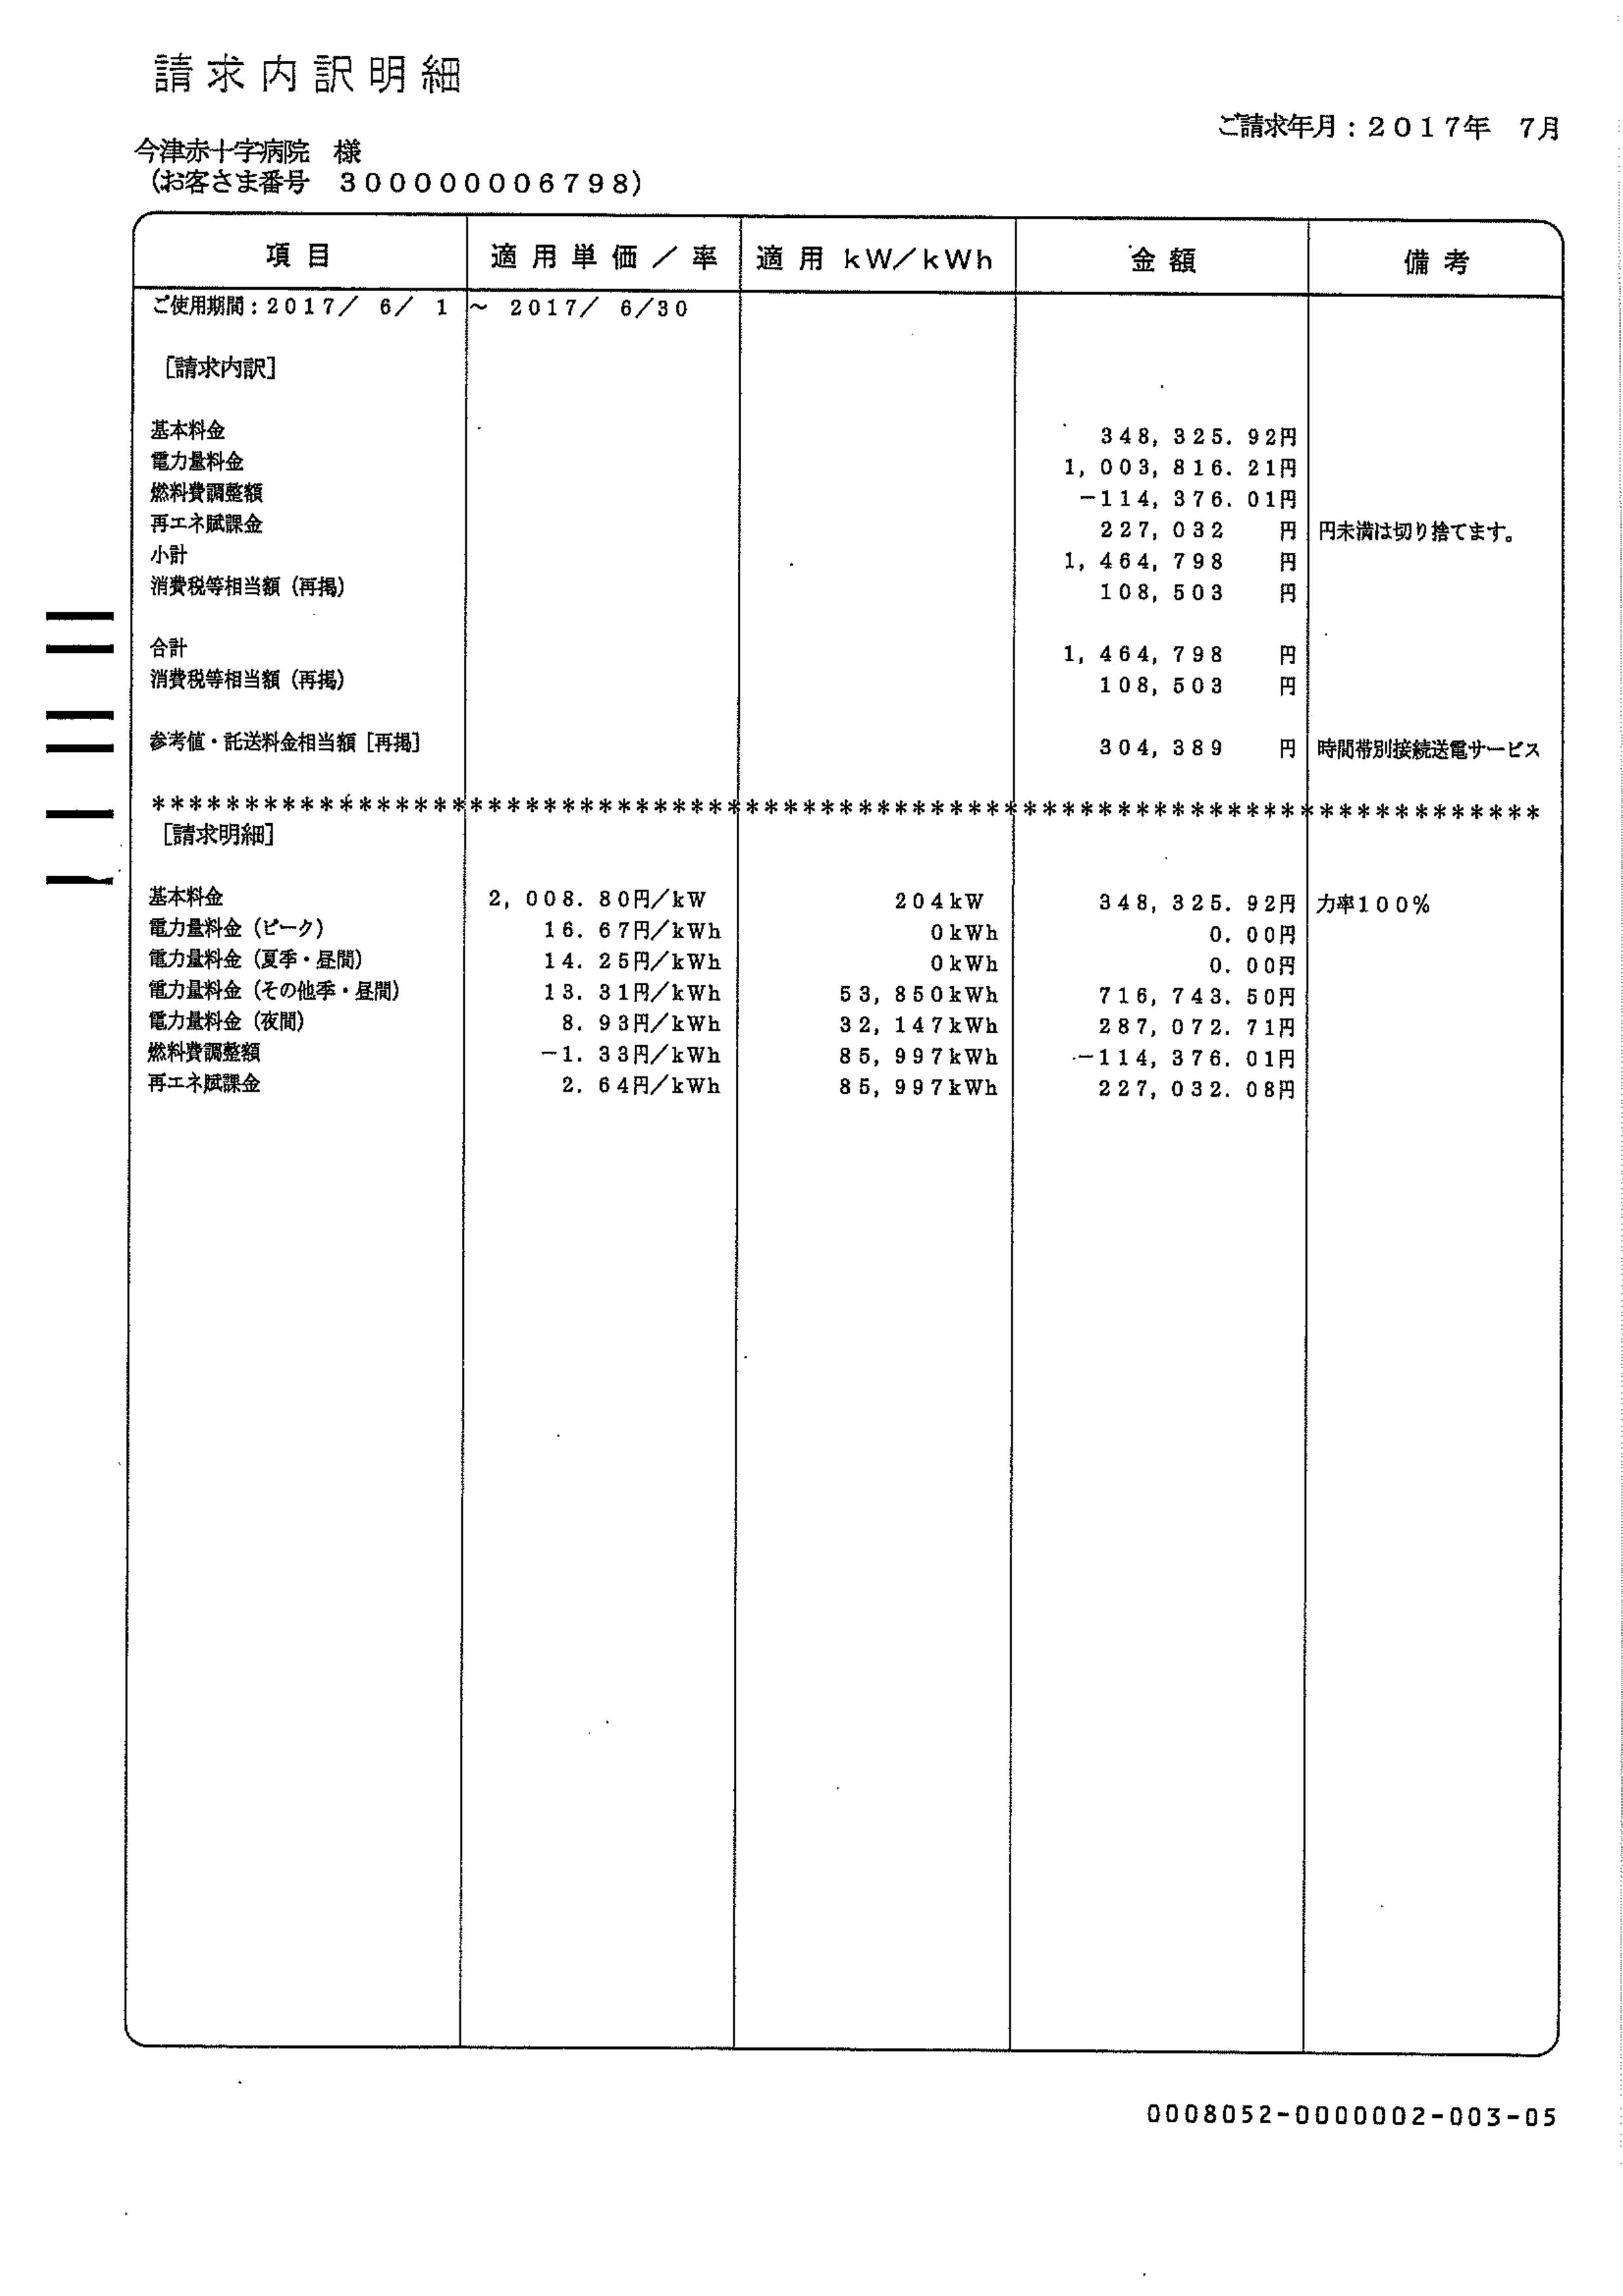 請求内訳明細
ご請求年月：２０１７年　７月
今津赤十字病院　様
（お客さま番号　３０００００００６７９８）
項目　適用単価／率　適用 kW／kWh　金額　備考
ご使用期間：２０１７／　６／　１　～　２０１７／　６／３０
［請求内訳］
基本料金　３４８，３２５．９２円
電力量料金　１，００３，８１６．２１円
燃料費調整額　－１１４，３７６．０１円
再エネ賦課金　２２７，０３２　円　円未満は切り捨てます。
小計　１，４６４，７９８　円
消費税等相当額（再掲）　１０８，５０３　円
合計　１，４６４，７９８　円
消費税等相当額（再掲）　１０８，５０３　円
参考値・託送料金相当額［再掲］　３０４，３８９　円　時間帯別接続送電サービス
＊＊＊＊＊＊＊＊＊＊＊＊＊＊＊＊＊＊＊＊＊＊＊＊＊＊＊＊＊＊＊＊＊＊＊＊＊＊＊＊＊＊＊＊＊＊＊＊＊＊＊＊＊＊＊＊＊＊＊＊＊＊＊＊＊＊＊＊＊＊＊＊＊＊＊
［請求明細］
基本料金　２，００８．８０円／kW　２０４kW　３４８，３２５．９２円　力率１００％
電力量料金（ピーク）　１６．６７円／kWh　０kWh　０．００円
電力量料金（夏季・昼間）　１４．２５円／kWh　０kWh　０．００円
電力量料金（その他季・昼間）　１３．３１円／kWh　５３，８５０kWh　７１６，７４３．５０円
電力量料金（夜間）　８．９３円／kWh　３２，１４７kWh　２８７，０７２．７１円
燃料費調整額　－１．３３円／kWh　８５，９９７kWh　－１１４，３７６．０１円
再エネ賦課金　２．６４円／kWh　８５，９９７kWh　２２７，０３２．０８円
0008052-0000002-003-05